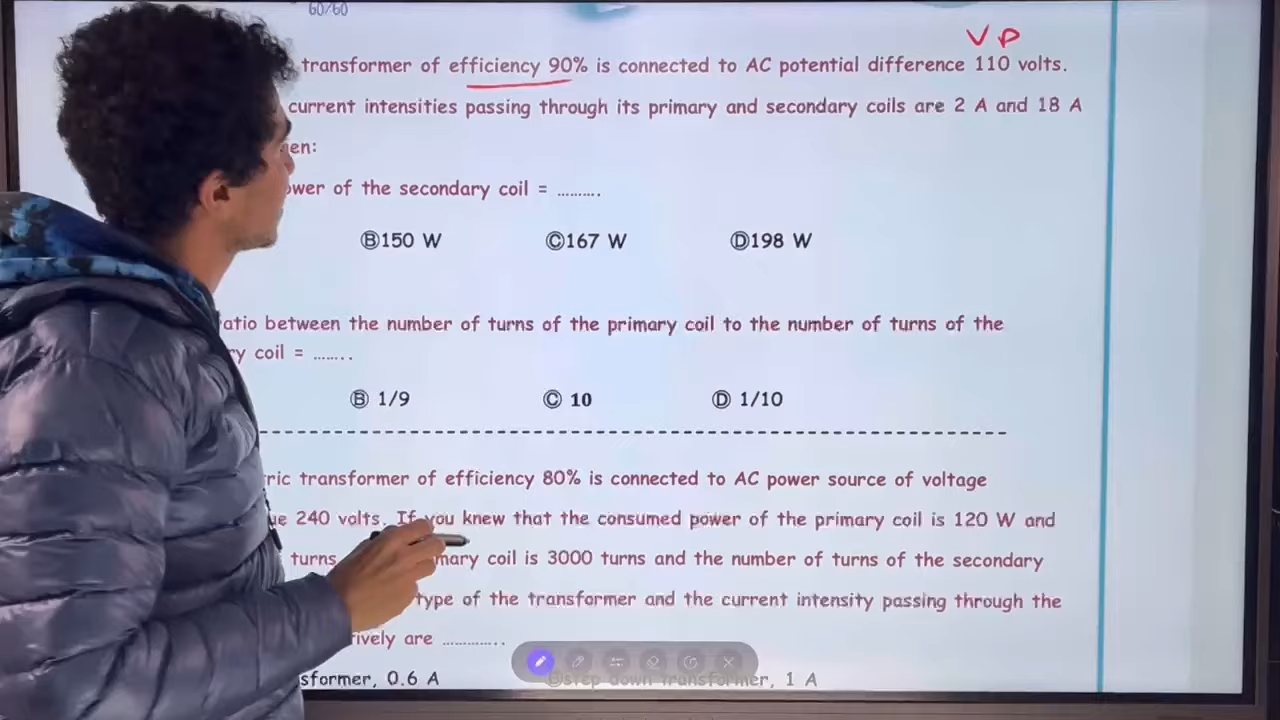 60/60
VP
transformer of efficiency 90% is connected to AC potential difference 110 volts.
current intensities passing through its primary and secondary coils are 2 A and 18 A
en:
ower of the secondary coil = ..........
Ⓑ150 W Ⓒ167 W Ⓓ198 W
atio between the number of turns of the primary coil to the number of turns of the
ry coil = ........
Ⓑ 1/9 Ⓒ 10 Ⓓ 1/10
ric transformer of efficiency 80% is connected to AC power source of voltage
ue 240 volts. If you knew that the consumed power of the primary coil is 120 W and
turns mary coil is 3000 turns and the number of turns of the secondary
type of the transformer and the current intensity passing through the
tively are ..............
sformer, 0.6 A Ⓑstep down transformer, 1 A